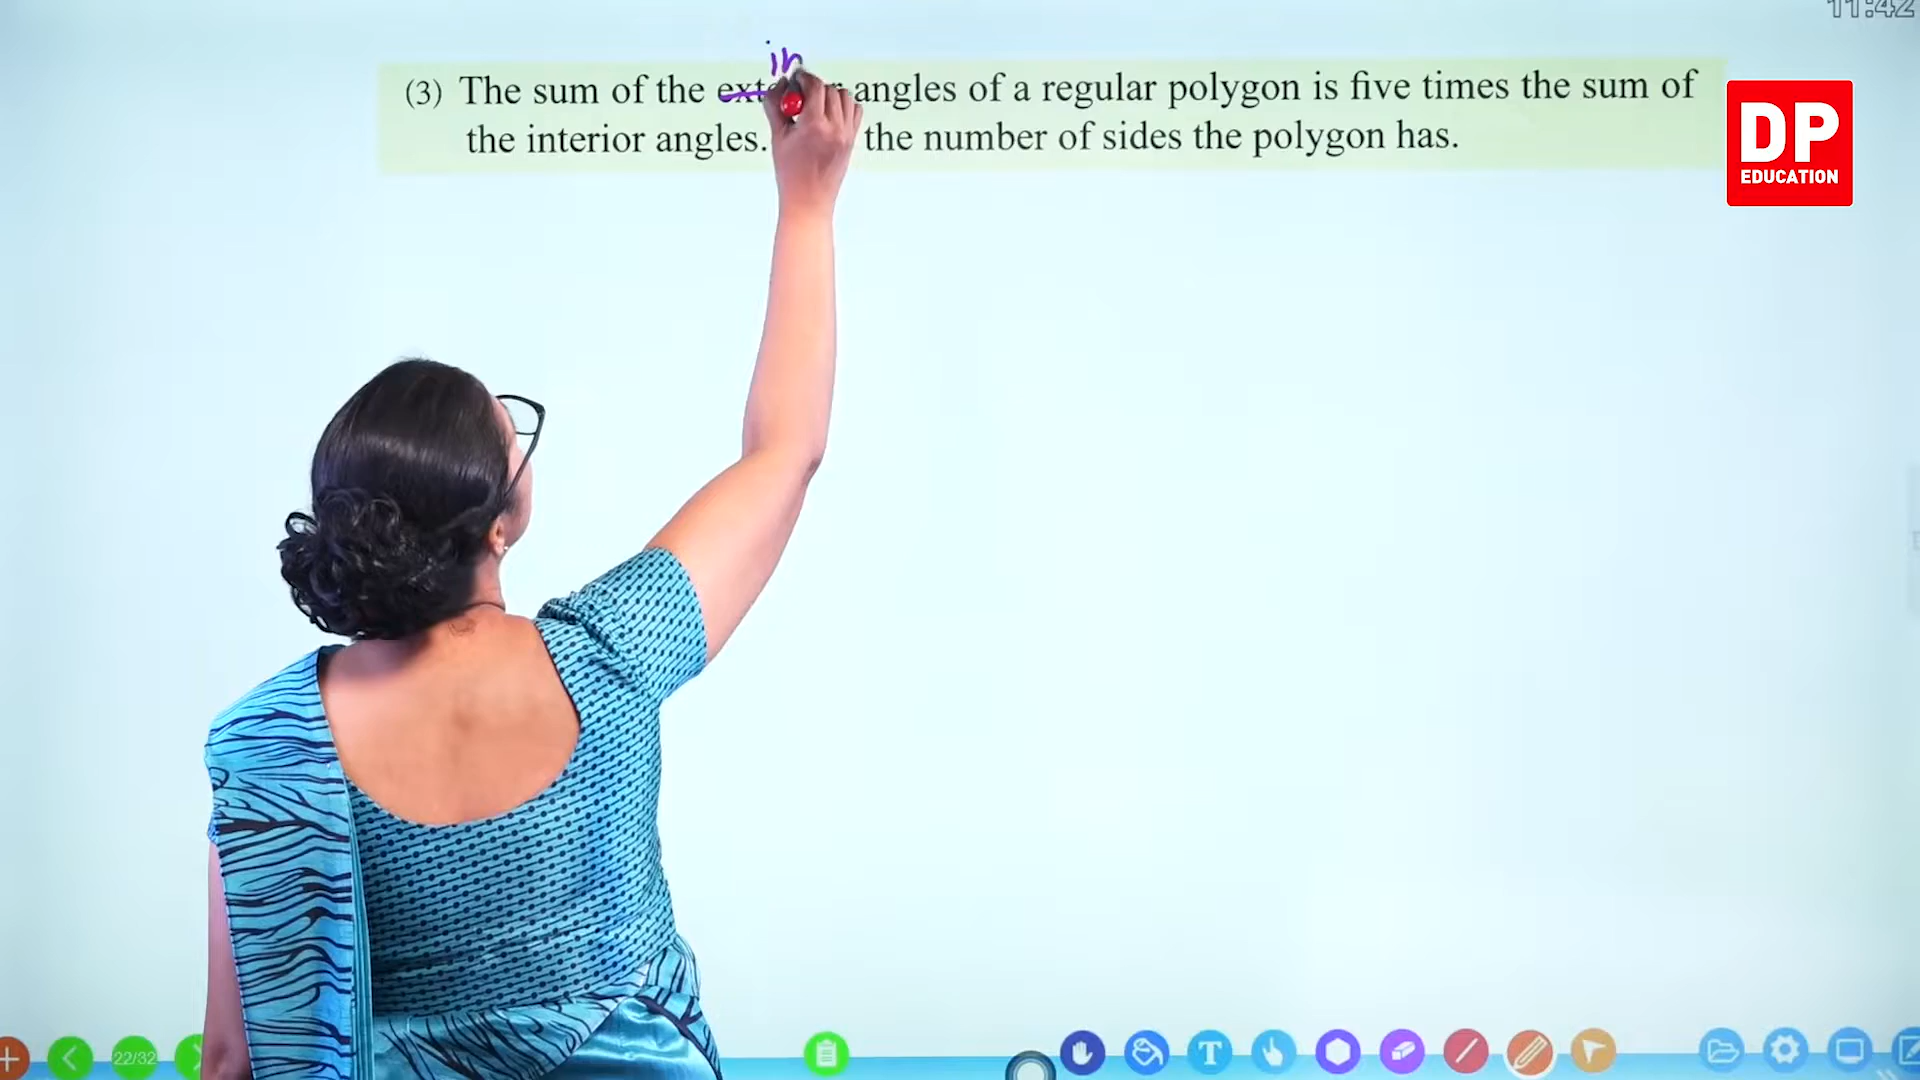 11:42
in
(3) The sum of the angles of a regular polygon is five times the sum of
the interior angles. the number of sides the polygon has.
DP
EDUCATION
22/32
T